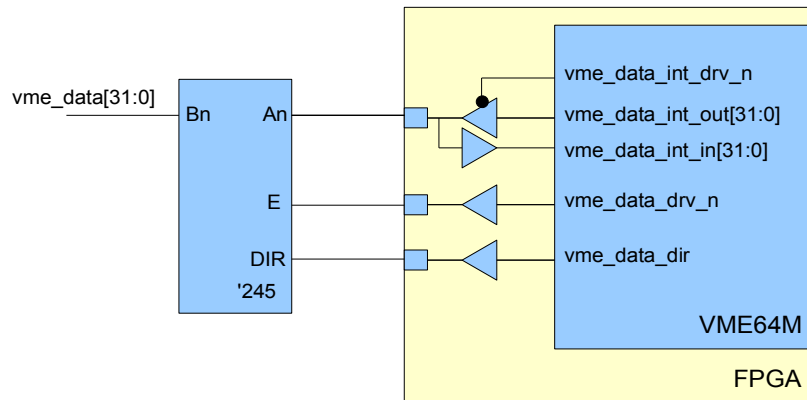 vme_data[31:0]
Bn
An
E
DIR
'245
vme_data_int_drv_n
vme_data_int_out[31:0]
vme_data_int_in[31:0]
vme_data_drv_n
vme_data_dir
VME64M
FPGA